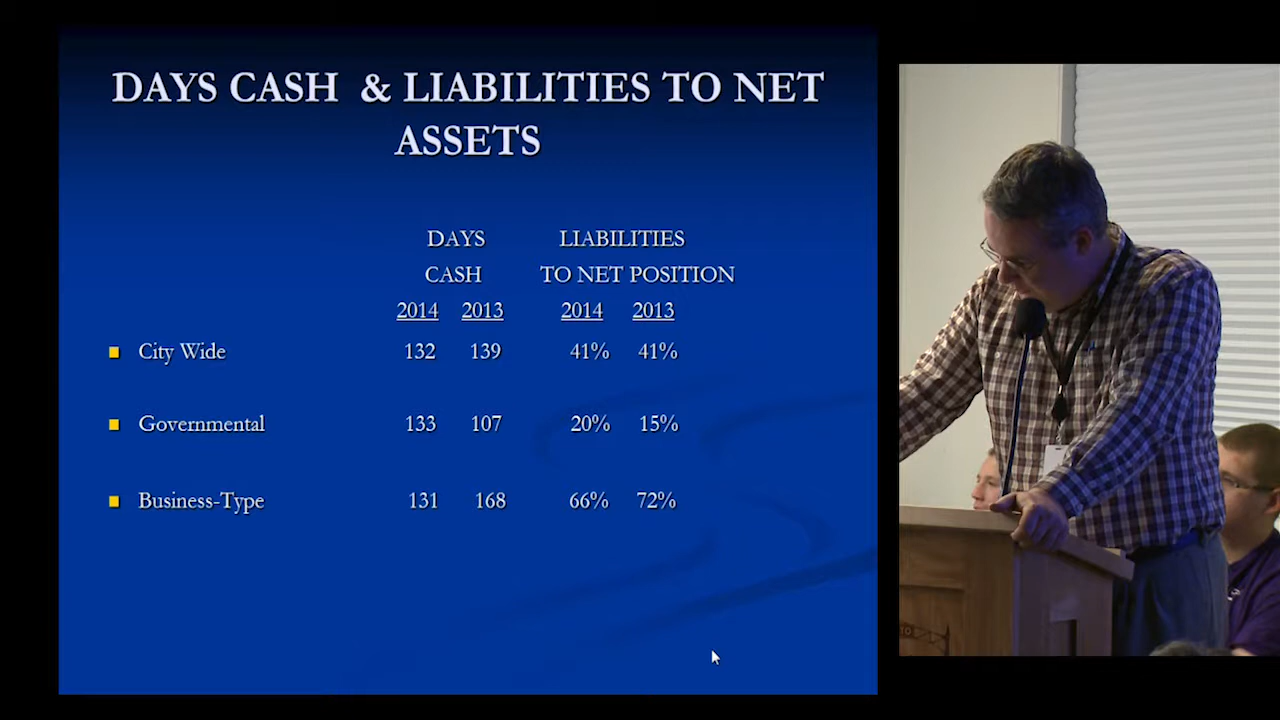 DAYS CASH & LIABILITIES TO NET
ASSETS
DAYS LIABILITIES
CASH TO NET POSITION
2014 2013 2014 2013
City Wide 132 139 41% 41%
Governmental 133 107 20% 15%
Business-Type 131 168 66% 72%